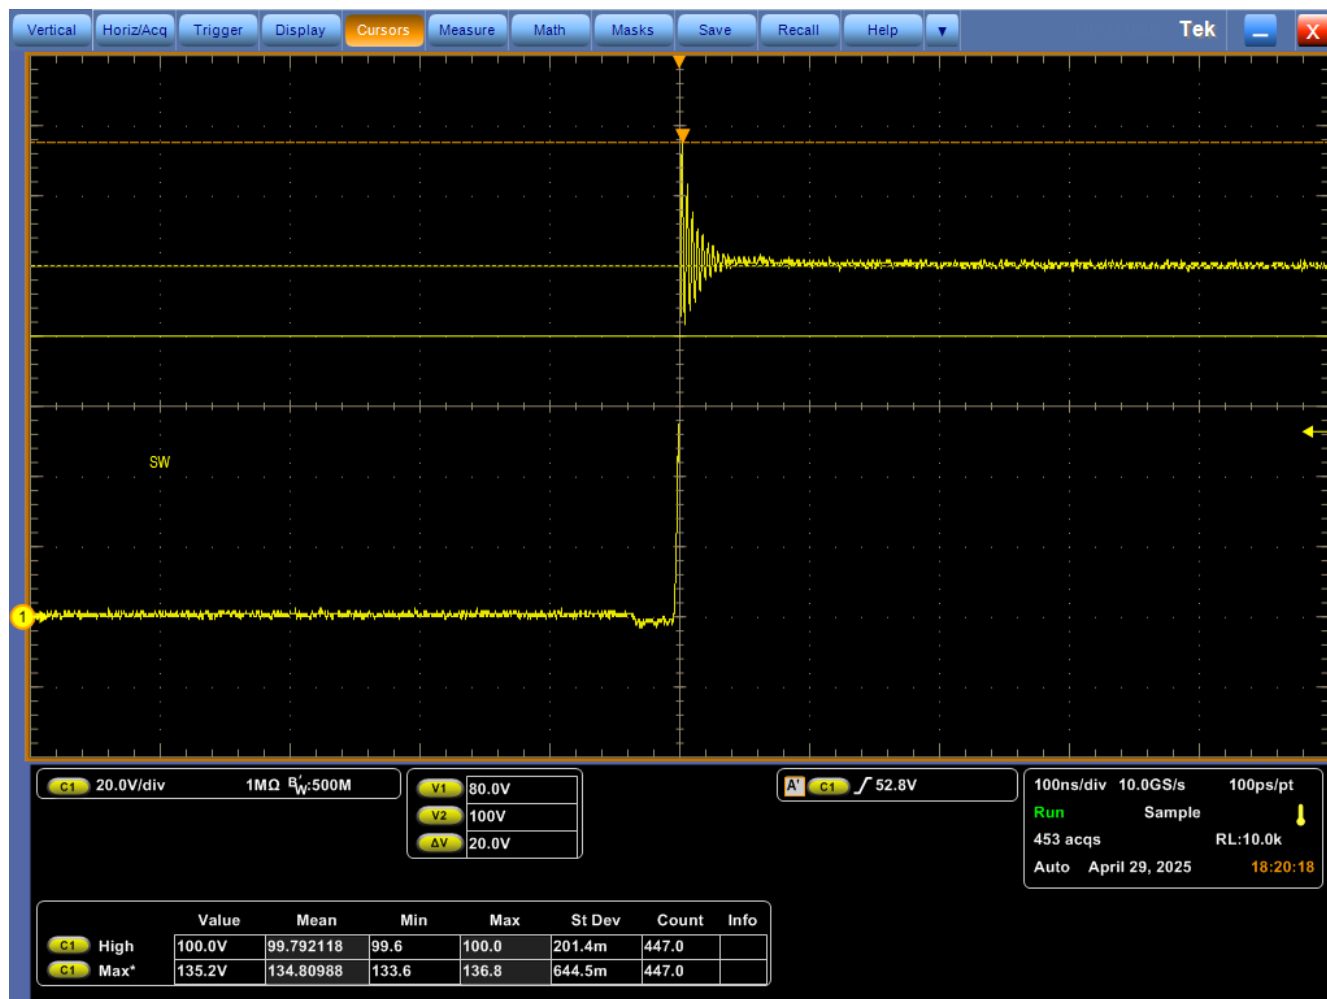 Vertical Horiz/Acq Trigger Display Cursors Measure Math Masks Save Recall Help Tek X
SW
1
C1 20.0V/div 1MΩ B'W:500M
V1 80.0V
V2 100V
ΔV 20.0V
A' C1 52.8V
100ns/div 10.0GS/s 100ps/pt
Run Sample
453 acqs RL:10.0k
Auto April 29, 2025 18:20:18
Value Mean Min Max St Dev Count Info
C1 High 100.0V 99.792118 99.6 100.0 201.4m 447.0
C1 Max* 135.2V 134.80988 133.6 136.8 644.5m 447.0